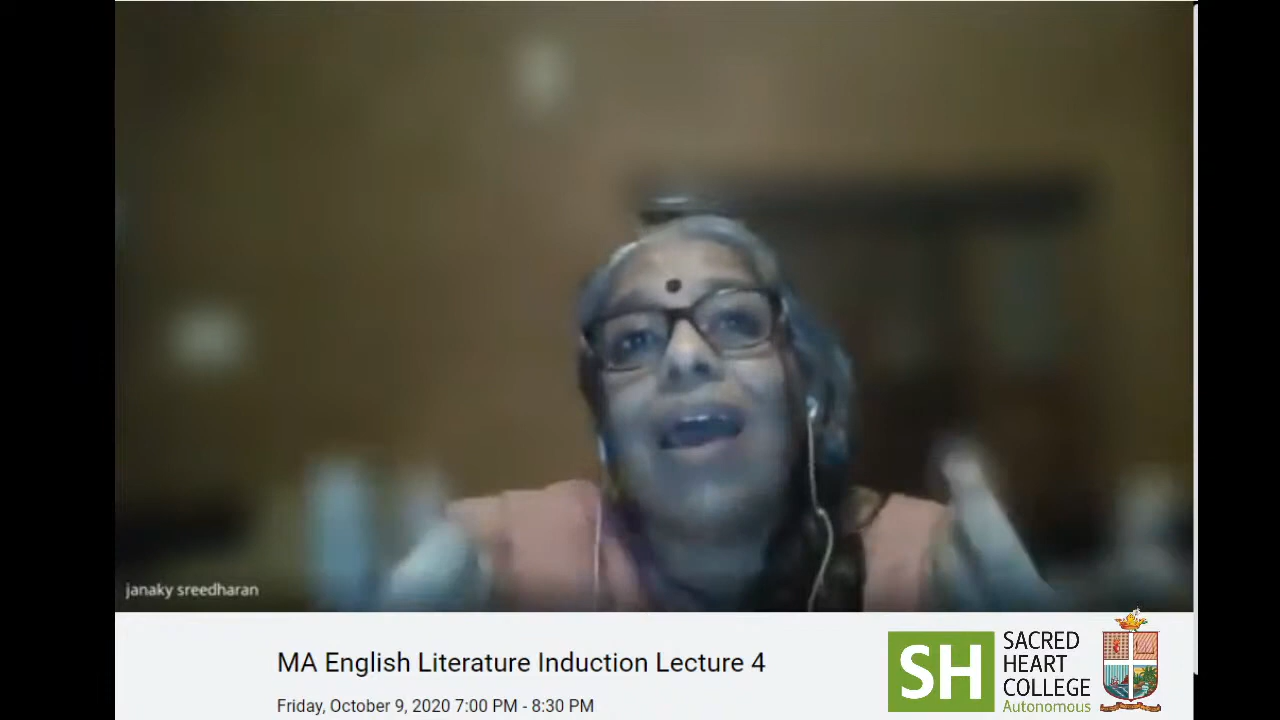 janaky sreedharan
MA English Literature Induction Lecture 4
Friday, October 9, 2020 7:00 PM - 8:30 PM
SH
SACRED
HEART
COLLEGE
Autonomous